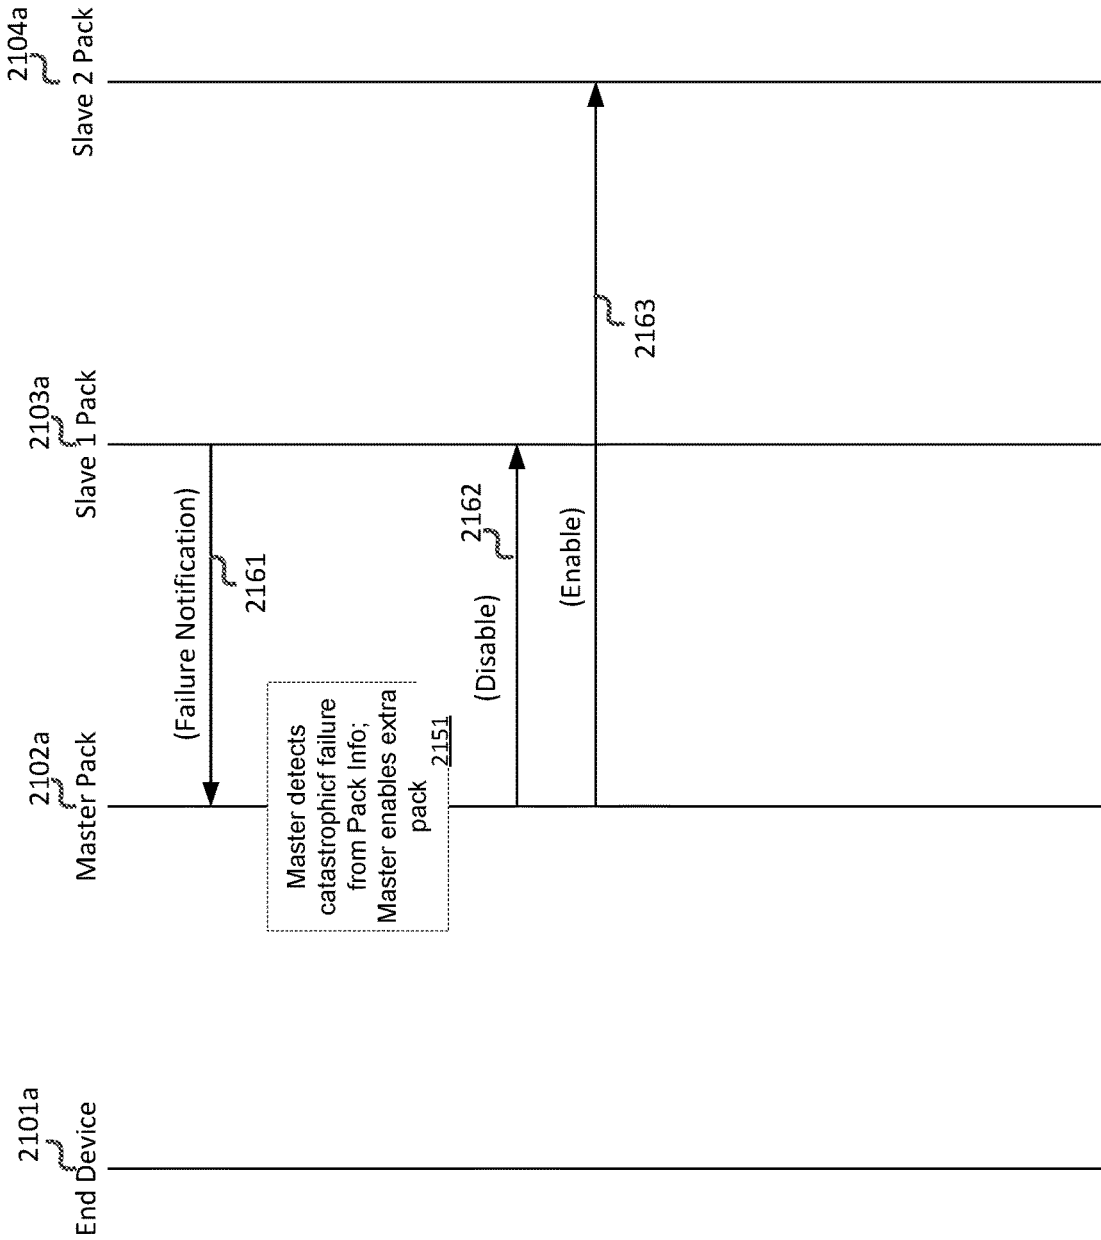 2101a
End Device
2102a
Master Pack
2103a
Slave 1 Pack
2104a
Slave 2 Pack
(Failure Notification)
2161
Master detects
catastrophicf failure
from Pack Info;
Master enables extra
pack
2151
(Disable)
2162
(Enable)
2163